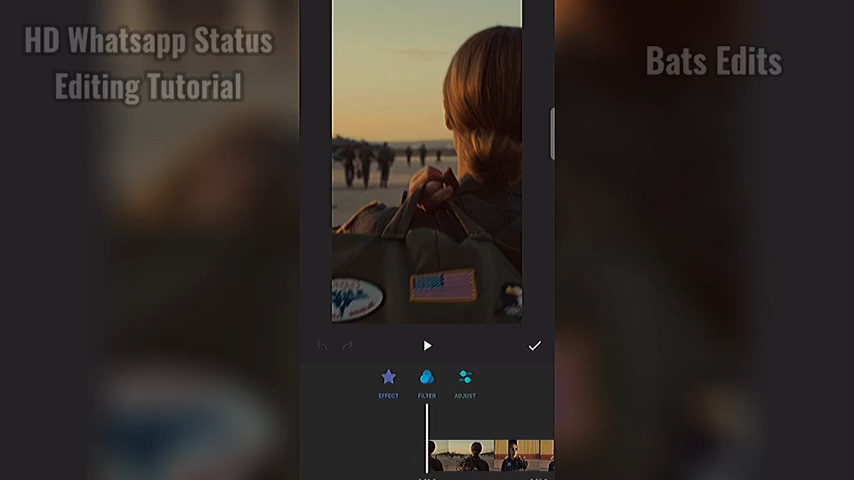 HD Whatsapp Status
Editing Tutorial
Bats Edits
EFFECT
FILTER
ADJUST